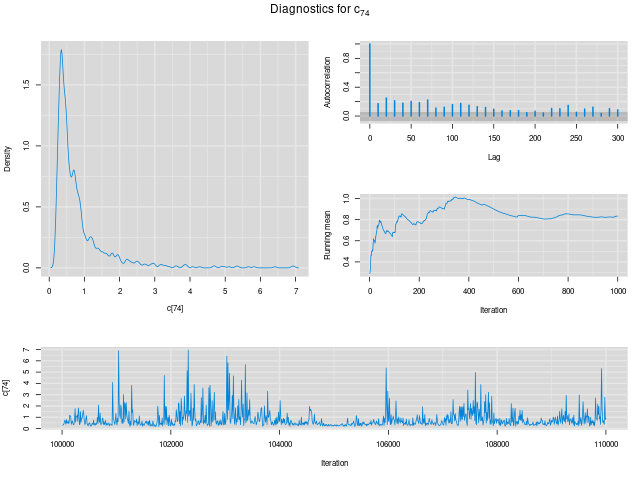 Diagnostics for c74
Density
0.0 0.5 1.0 1.5
0 1 2 3 4 5 6 7
c[74]
Autocorrelation
0.0 0.4 0.8
0 50 100 150 200 250 300
Lag
Running mean
0.4 0.6 0.8 1.0
0 200 400 600 800 1000
Iteration
c[74]
0 1 2 3 4 5 6 7
100000 102000 104000 106000 108000 110000
Iteration